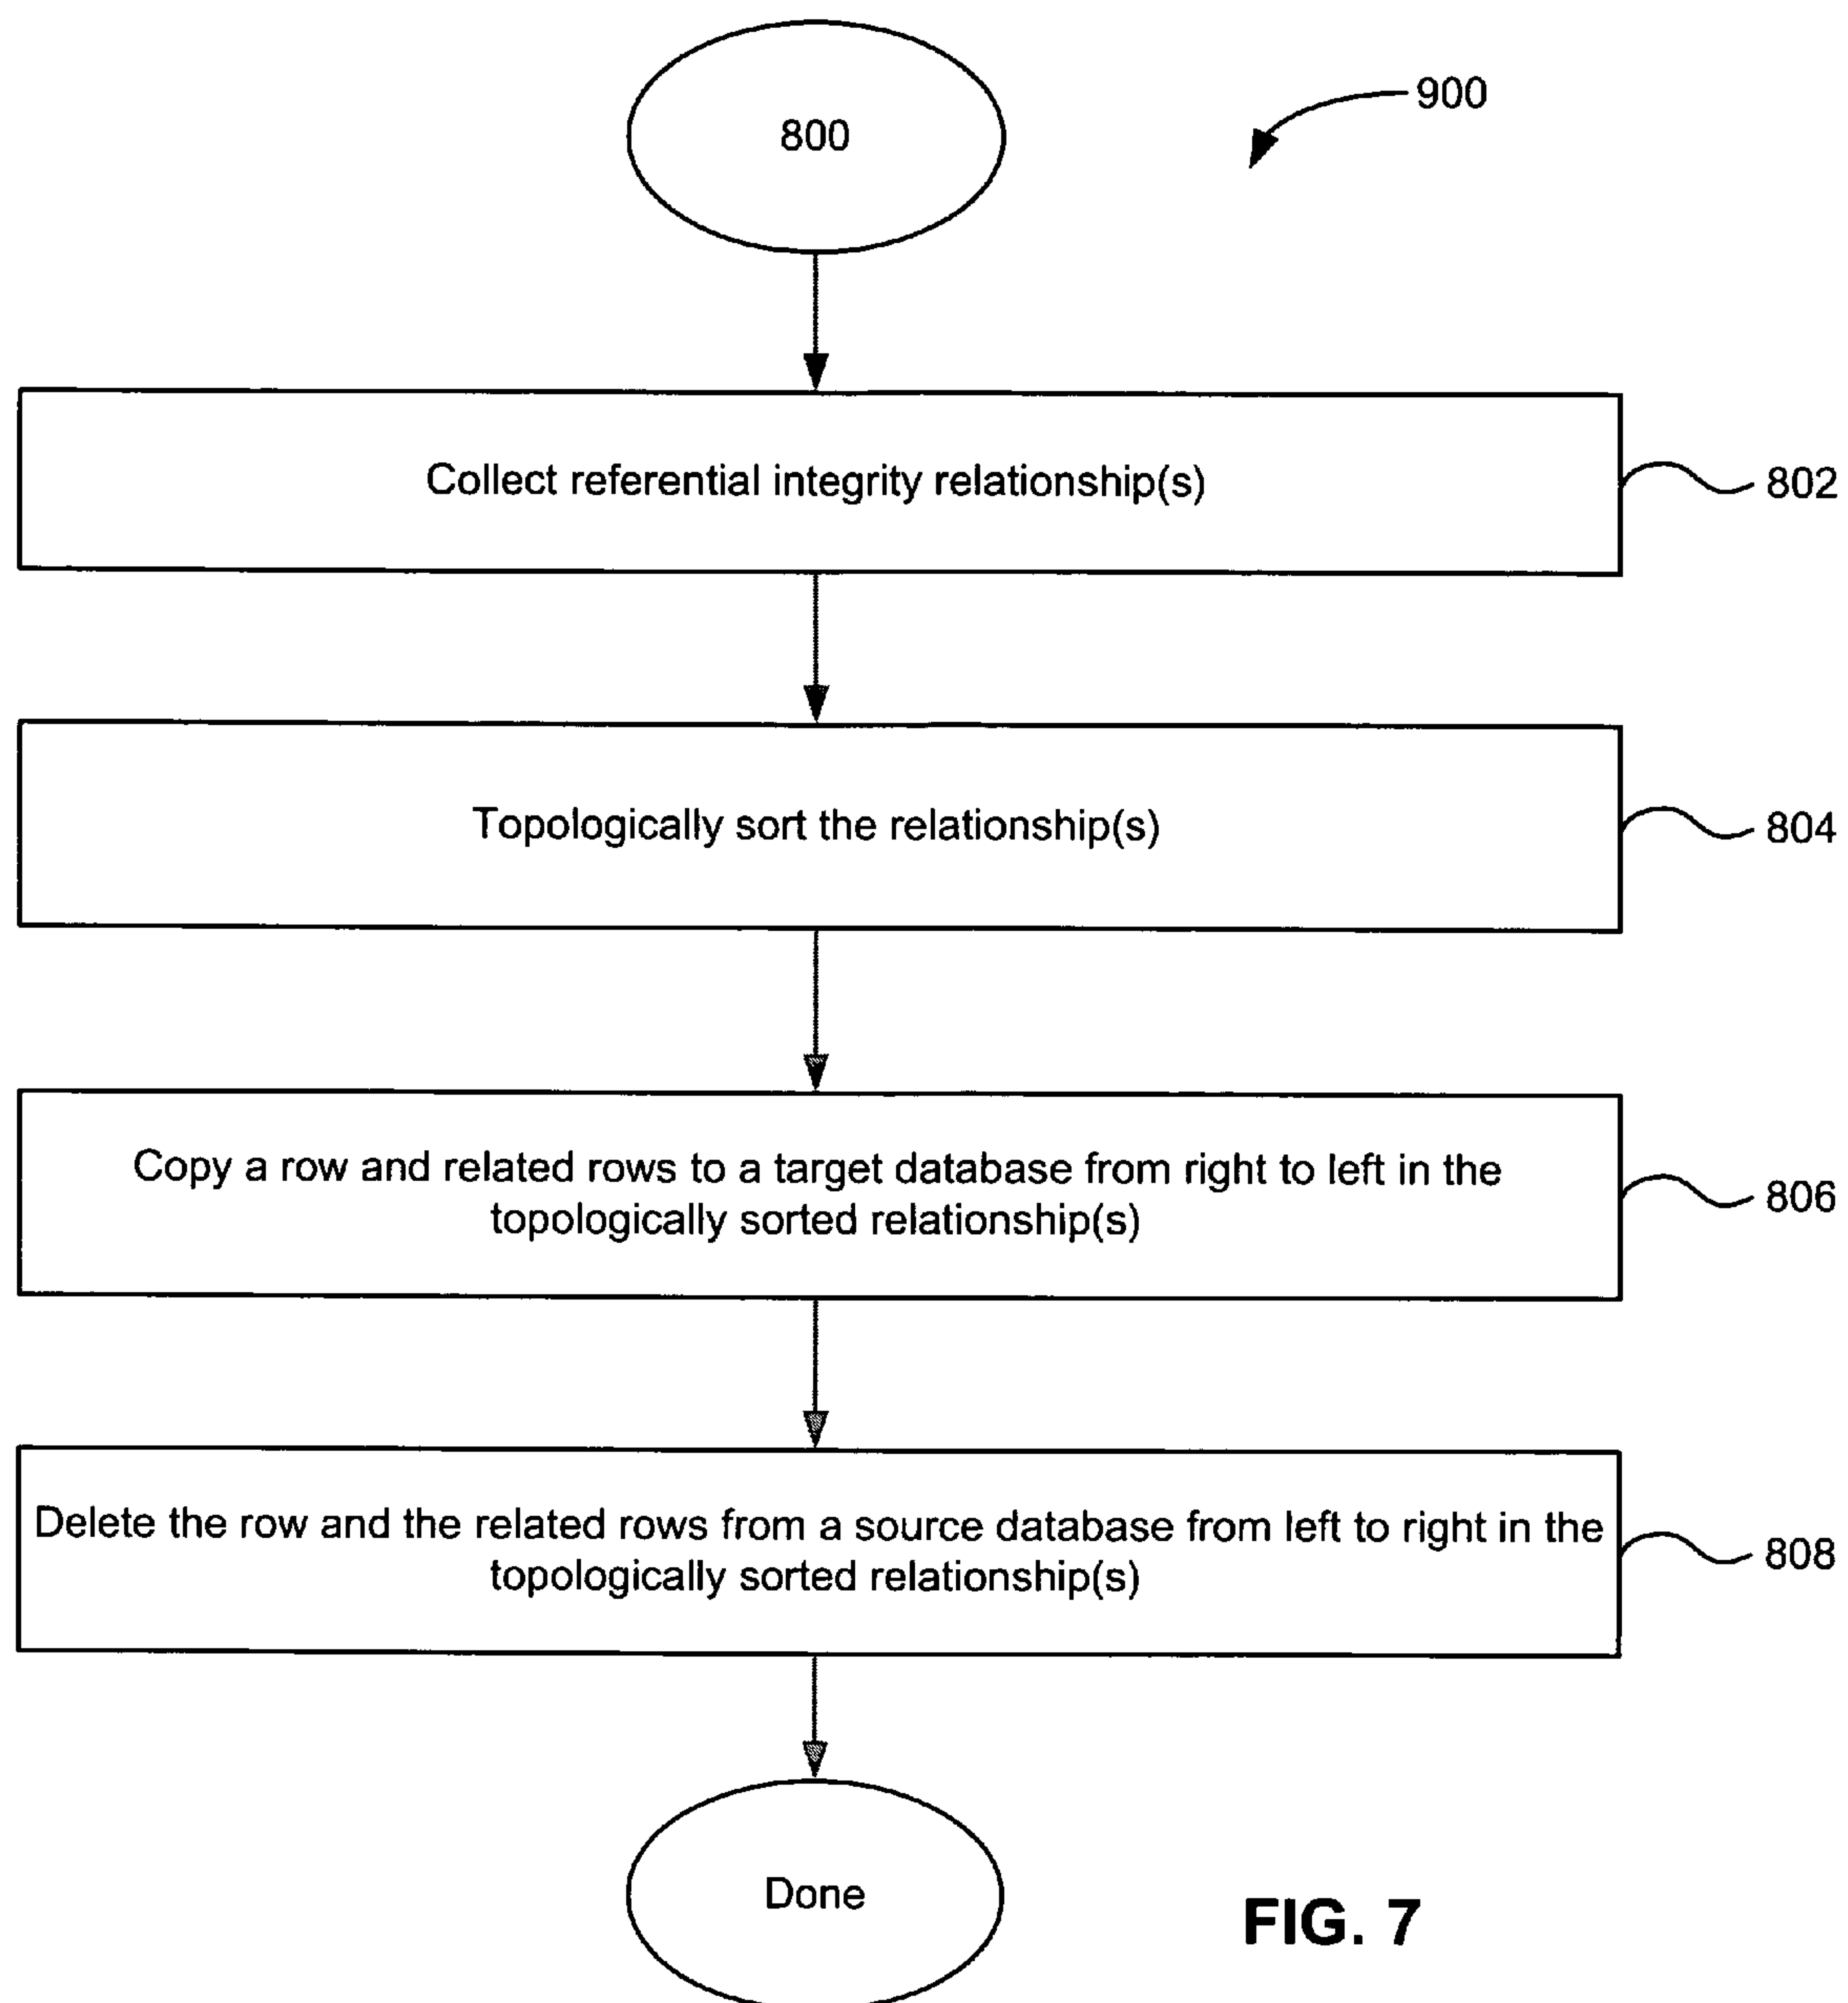 800
900
Collect referential integrity relationship(s)
802
Topologically sort the relationship(s)
804
Copy a row and related rows to a target database from right to left in the
topologically sorted relationship(s)
806
Delete the row and the related rows from a source database from left to right in the
topologically sorted relationship(s)
808
Done
FIG. 7